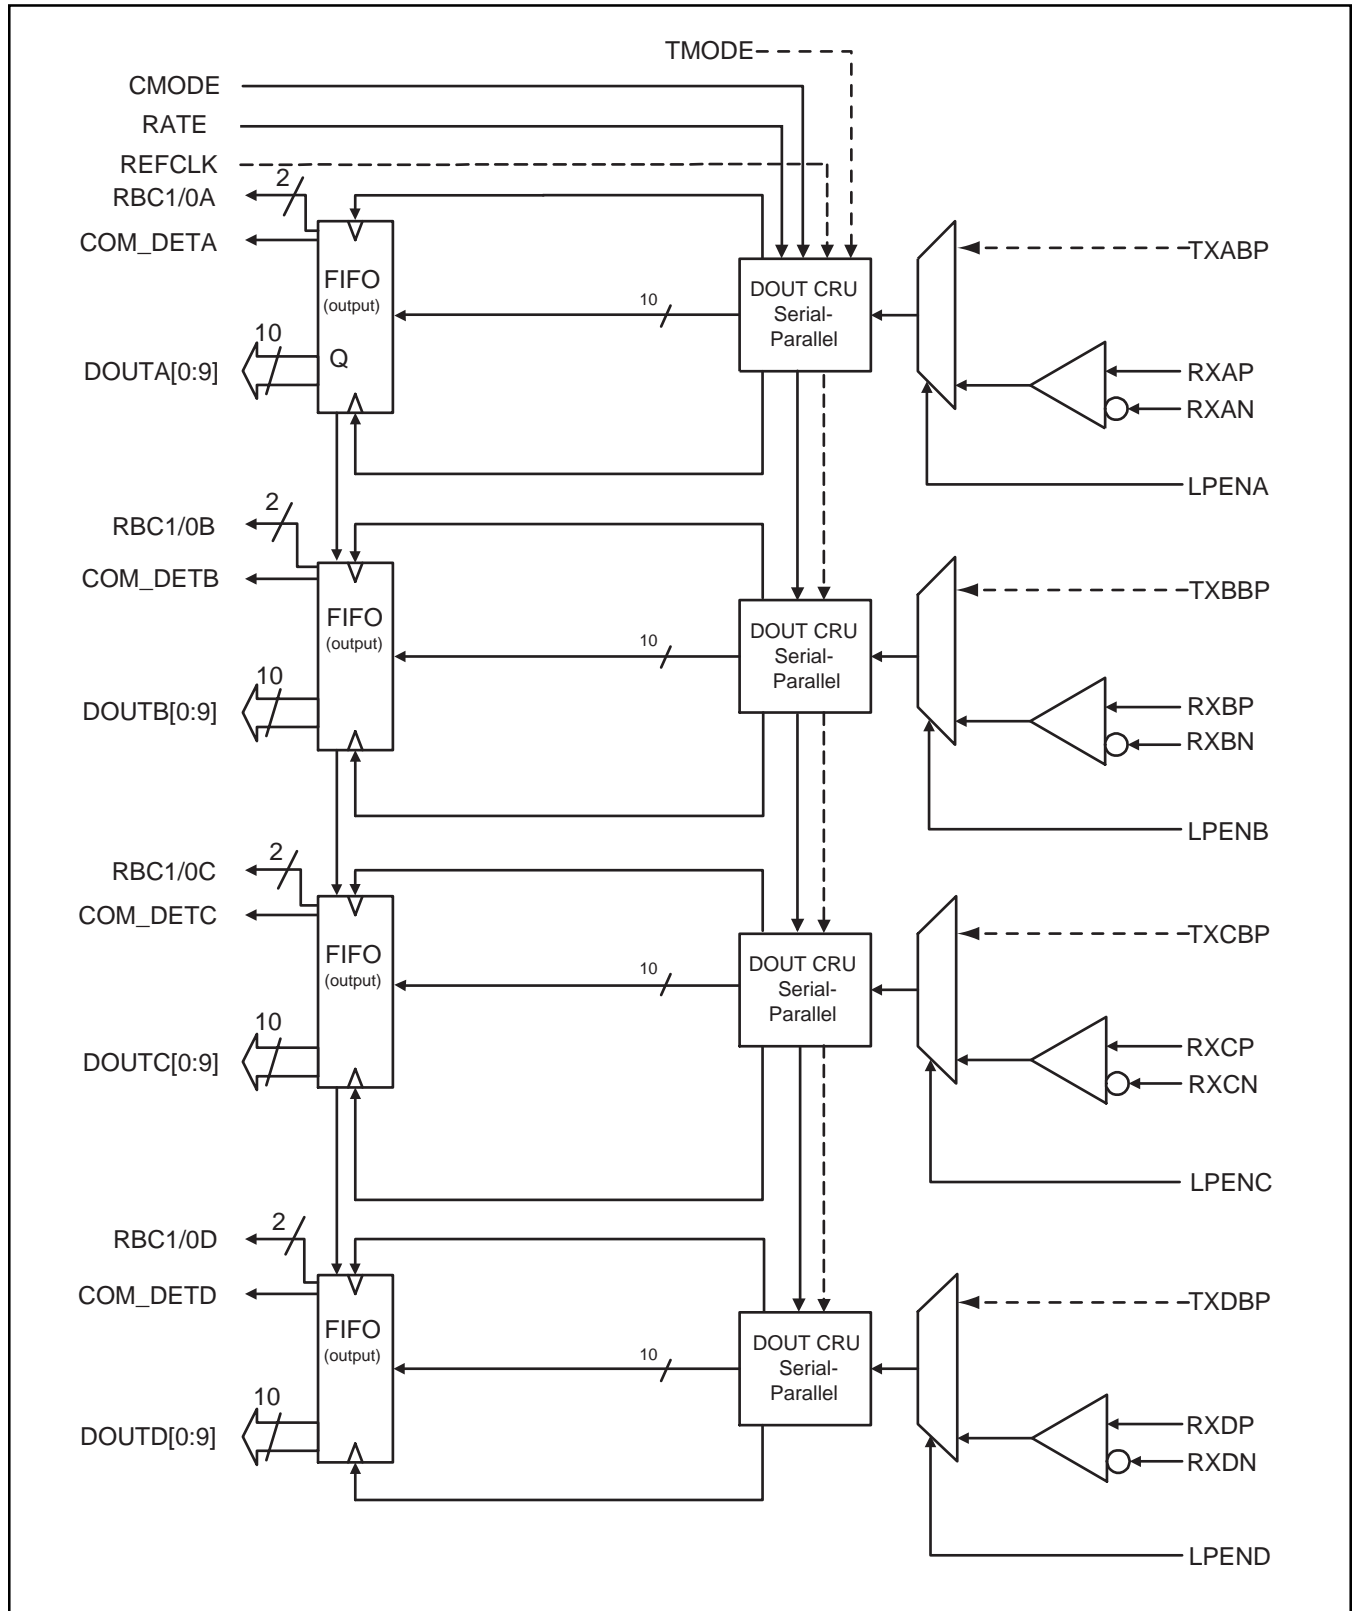 TMODE
CMODE
RATE
REFCLK
2
RBC1/0A
COM_DETA
TXABP
FIFO
(output)
10
DOUT CRU
Serial-
Parallel
10
Q
DOUTA[0:9]
RXAP
RXAN
LPENA
2
RBC1/0B
COM_DETB
TXBBP
FIFO
(output)
10
DOUT CRU
Serial-
Parallel
10
DOUTB[0:9]
RXBP
RXBN
LPENB
2
RBC1/0C
COM_DETC
TXCBP
FIFO
(output)
10
DOUT CRU
Serial-
Parallel
10
DOUTC[0:9]
RXCP
RXCN
LPENC
2
RBC1/0D
COM_DETD
TXDBP
FIFO
(output)
10
DOUT CRU
Serial-
Parallel
10
DOUTD[0:9]
RXDP
RXDN
LPEND